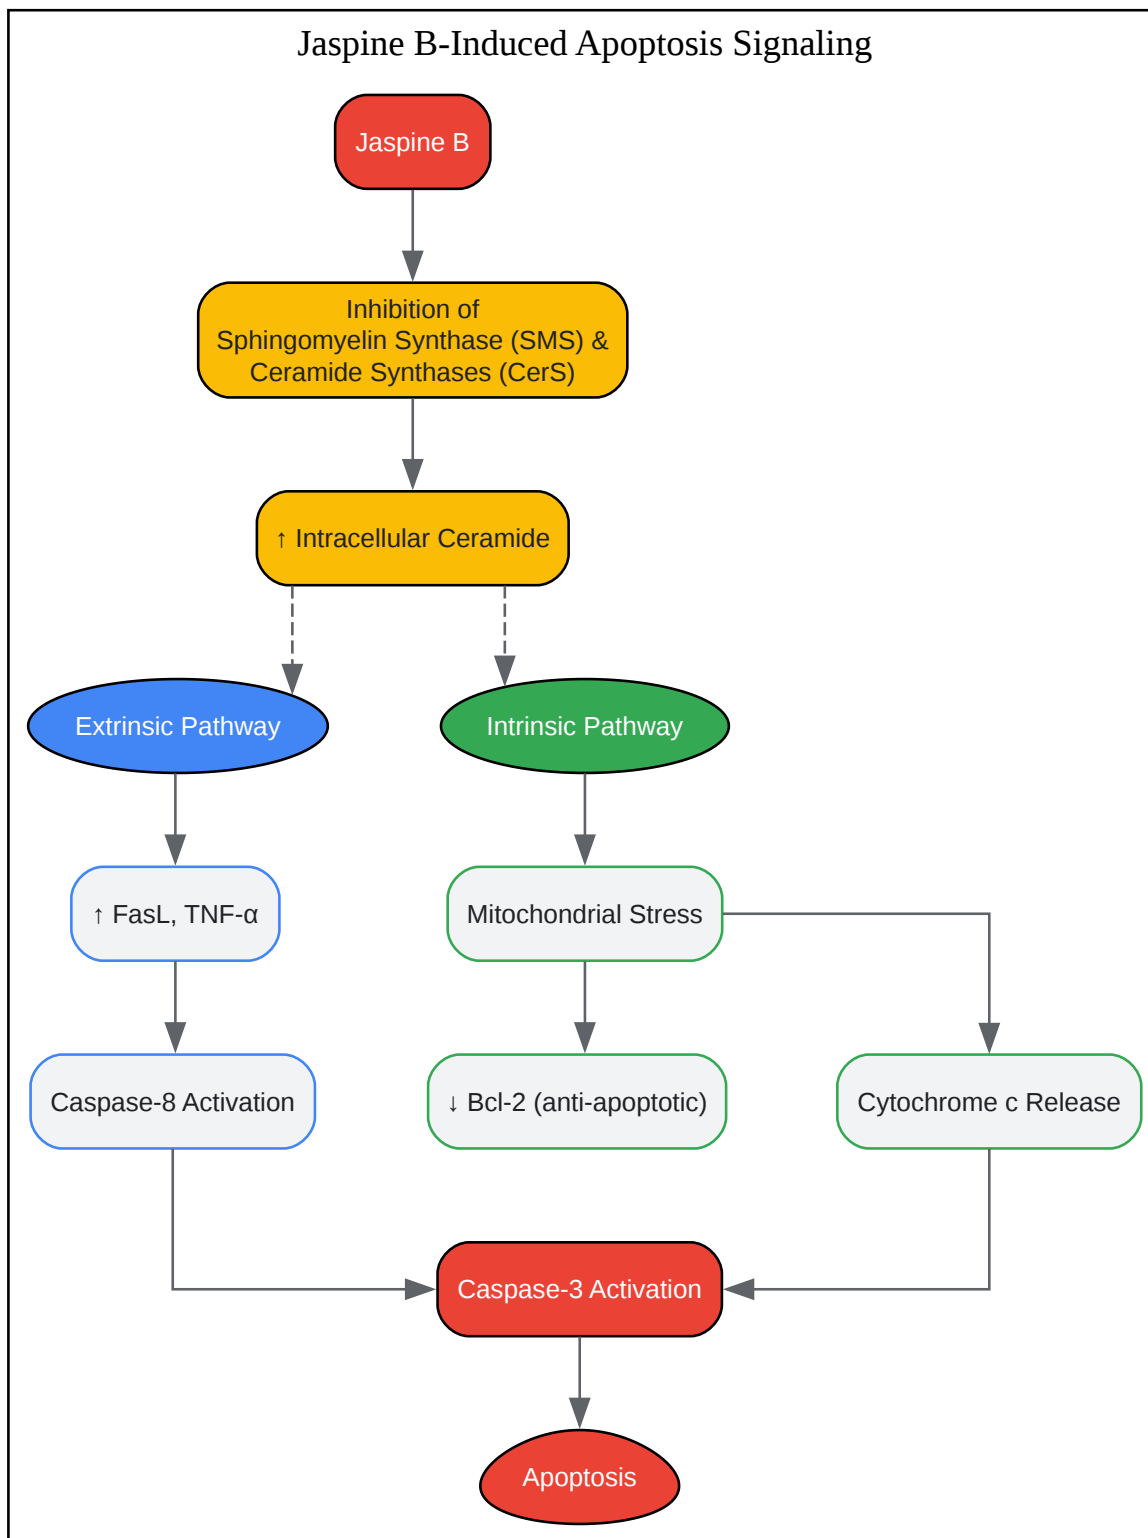 Jaspine B-Induced Apoptosis Signaling
Jaspine B
Inhibition of
Sphingomyelin Synthase (SMS) &
Ceramide Synthases (CerS)
↑ Intracellular Ceramide
Extrinsic Pathway
Intrinsic Pathway
↑ FasL, TNF-α
Mitochondrial Stress
Caspase-8 Activation
↓ Bcl-2 (anti-apoptotic)
Cytochrome c Release
Caspase-3 Activation
Apoptosis